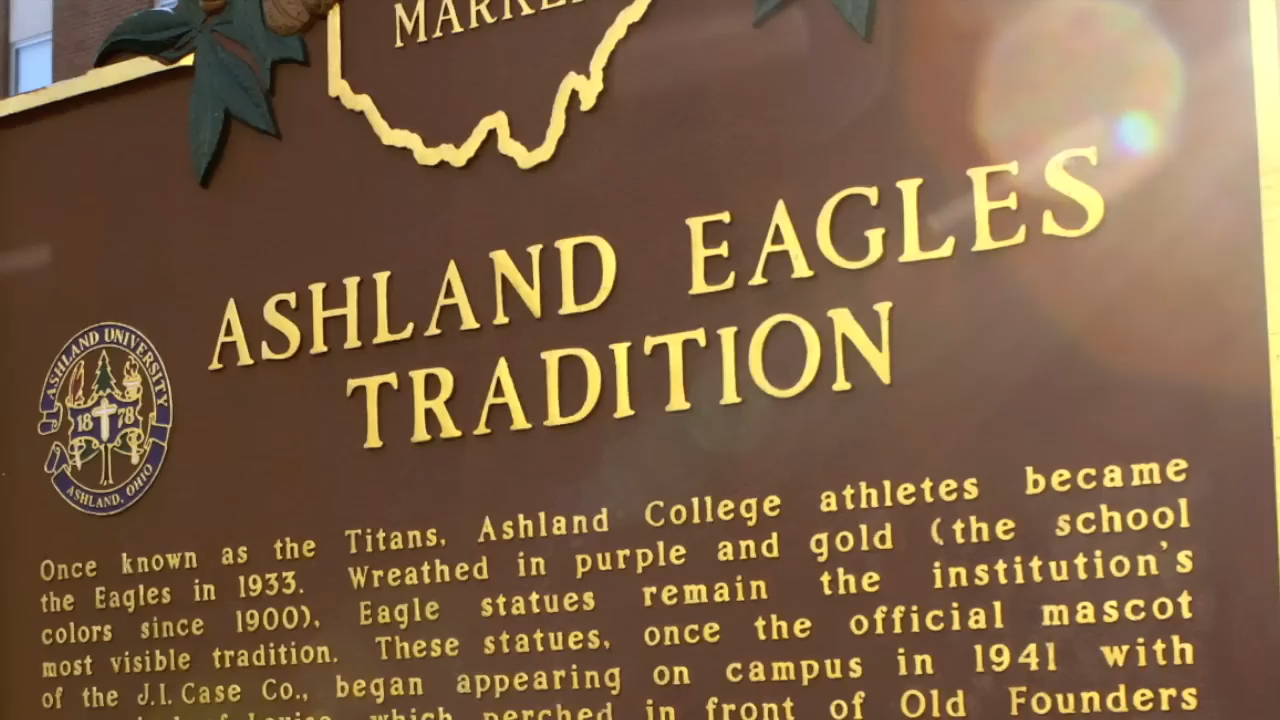 MARKE
ASHLAND EAGLES
TRADITION
ASHLAND UNIVERSITY
1878
ASHLAND, OHIO
Once known as the Titans, Ashland College athletes became
the Eagles in 1933. Wreathed in purple and gold (the school
colors since 1900), Eagle statues remain the institution's
most visible tradition. These statues, once the official mascot
of the J.I. Case Co., began appearing on campus in 1941 with
which perched in front of Old Founders